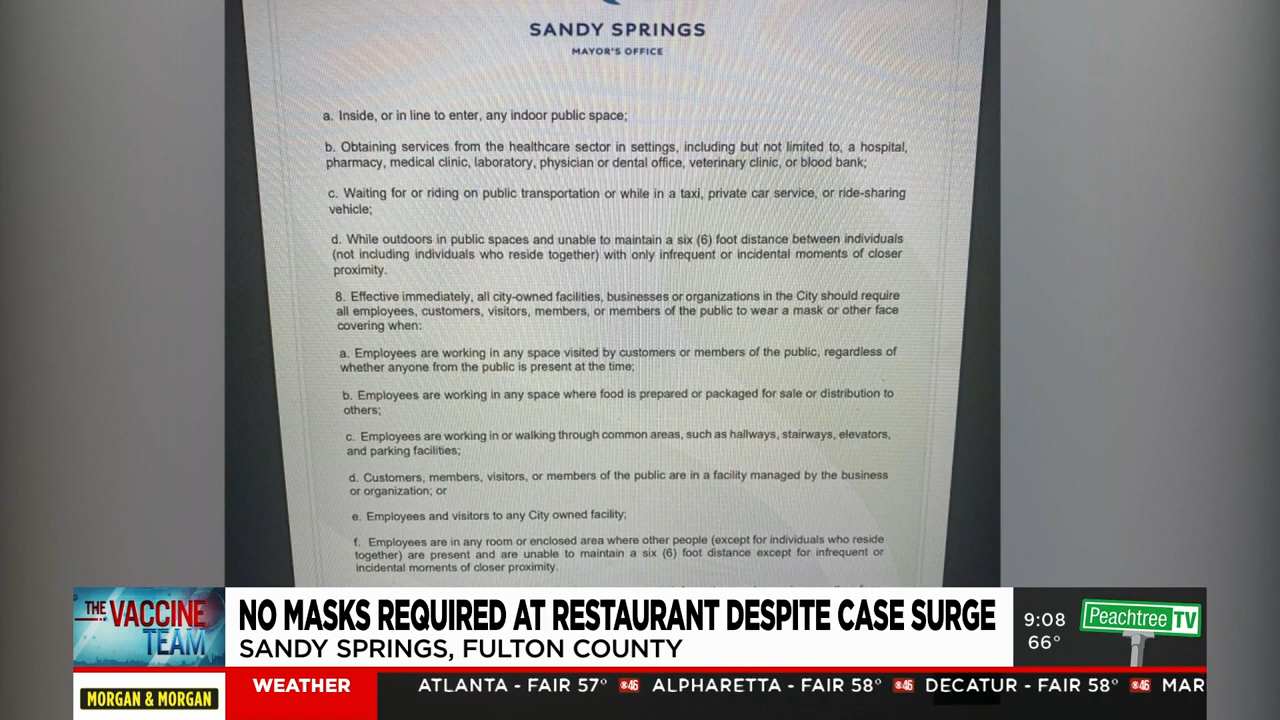 SANDY SPRINGS
MAYOR'S OFFICE
a. Inside, or in line to enter, any indoor public space;
b. Obtaining services from the healthcare sector in settings, including but not limited to, a hospital,
pharmacy, medical clinic, laboratory, physician or dental office, veterinary clinic, or blood bank;
c. Waiting for or riding on public transportation or while in a taxi, private car service, or ride-sharing
vehicle;
d. While outdoors in public spaces and unable to maintain a six (6) foot distance between individuals
(not including individuals who reside together) with only infrequent or incidental moments of closer
proximity.
8. Effective immediately, all city-owned facilities, businesses or organizations in the City should require
all employees, customers, visitors, members, or members of the public to wear a mask or other face
covering when:
a. Employees are working in any space visited by customers or members of the public, regardless of
whether anyone from the public is present at the time;
b. Employees are working in any space where food is prepared or packaged for sale or distribution to
others;
c. Employees are working in or walking through common areas, such as hallways, stairways, elevators,
and parking facilities;
d. Customers, members, visitors, or members of the public are in a facility managed by the business
or organization; or
e. Employees and visitors to any City owned facility;
f. Employees are in any room or enclosed area where other people (except for individuals who reside
together) are present and are unable to maintain a six (6) foot distance except for infrequent or
incidental moments of closer proximity.
THE VACCINE TEAM
NO MASKS REQUIRED AT RESTAURANT DESPITE CASE SURGE
SANDY SPRINGS, FULTON COUNTY
9:08
66°
Peachtree TV
MORGAN & MORGAN
WEATHER
ATLANTA - FAIR 57° 46 ALPHARETTA - FAIR 58° 46 DECATUR - FAIR 58° 46 MAR